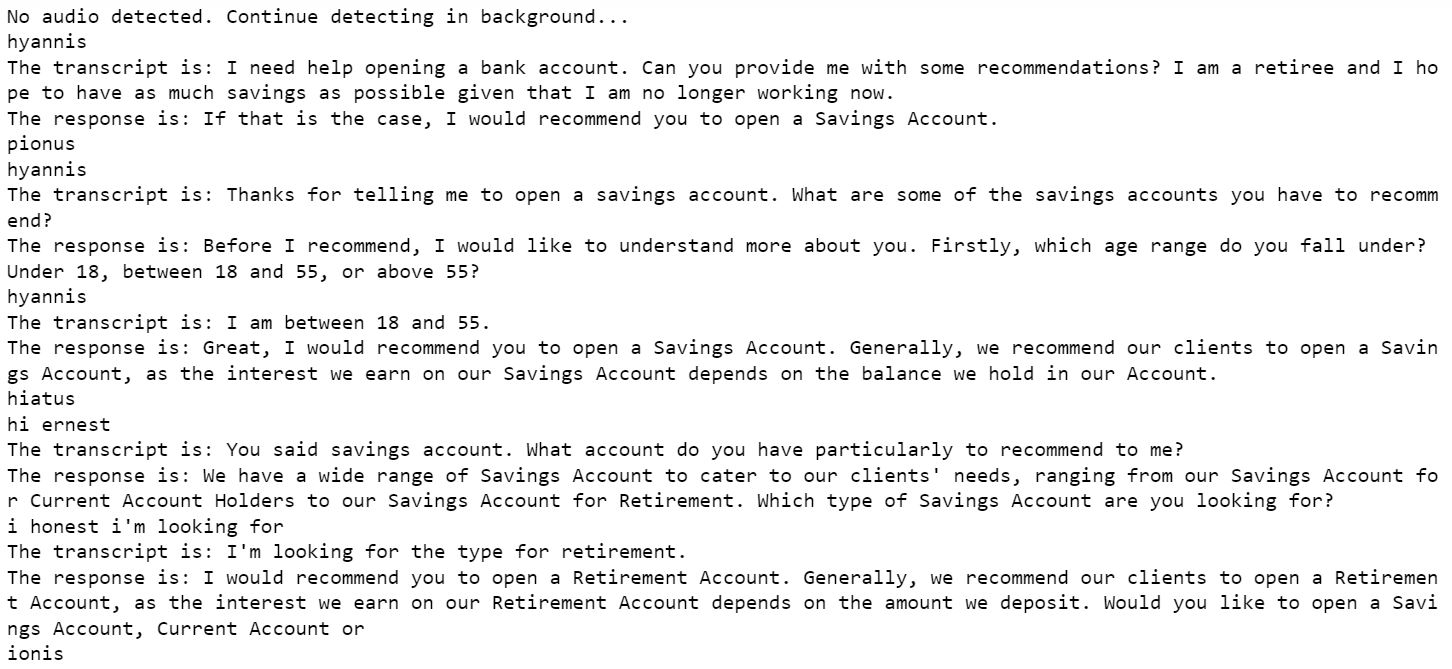 No audio detected. Continue detecting in background...
hyannis
The transcript is: I need help opening a bank account. Can you provide me with some recommendations? I am a retiree and I ho
pe to have as much savings as possible given that I am no longer working now.
The response is: If that is the case, I would recommend you to open a Savings Account.
pionus
hyannis
The transcript is: Thanks for telling me to open a savings account. What are some of the savings accounts you have to recomm
end?
The response is: Before I recommend, I would like to understand more about you. Firstly, which age range do you fall under?
Under 18, between 18 and 55, or above 55?
hyannis
The transcript is: I am between 18 and 55.
The response is: Great, I would recommend you to open a Savings Account. Generally, we recommend our clients to open a Savin
gs Account, as the interest we earn on our Savings Account depends on the balance we hold in our Account.
hiatus
hi ernest
The transcript is: You said savings account. What account do you have particularly to recommend to me?
The response is: We have a wide range of Savings Account to cater to our clients' needs, ranging from our Savings Account fo
r Current Account Holders to our Savings Account for Retirement. Which type of Savings Account are you looking for?
i honest i'm looking for
The transcript is: I'm looking for the type for retirement.
The response is: I would recommend you to open a Retirement Account. Generally, we recommend our clients to open a Retiremen
t Account, as the interest we earn on our Retirement Account depends on the amount we deposit. Would you like to open a Savi
ngs Account, Current Account or
ionis